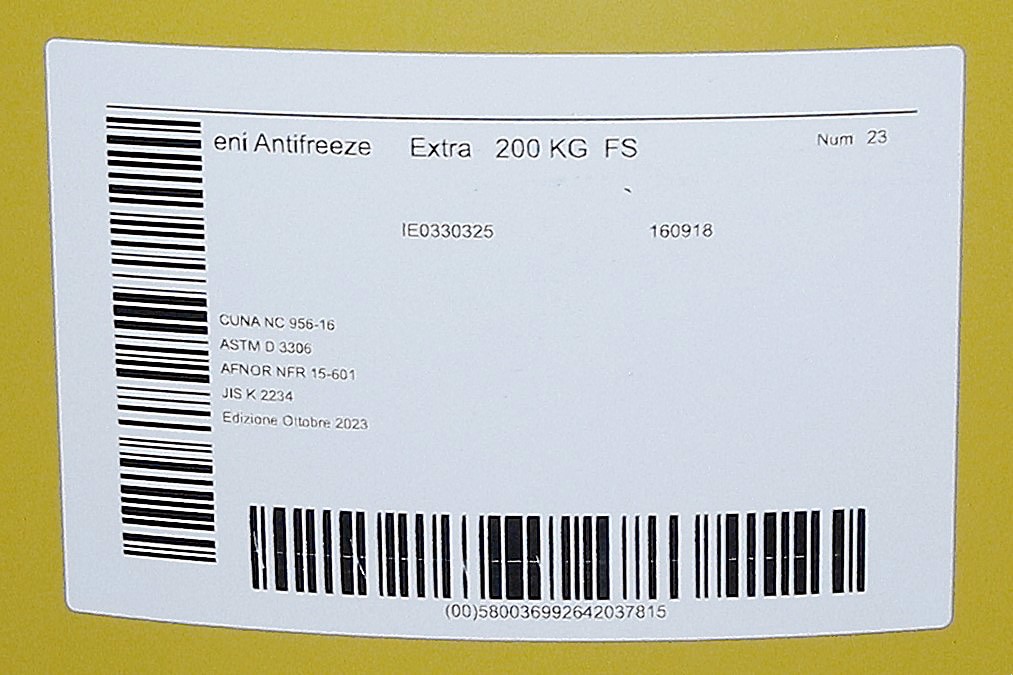 eni Antifreeze Extra 200 KG FS Num 23
IE0330325 160918
CUNA NC 956-16
ASTM D 3306
AFNOR NFR 15-601
JIS K 2234
Edizione Ottobre 2023
(00)580036992642037815